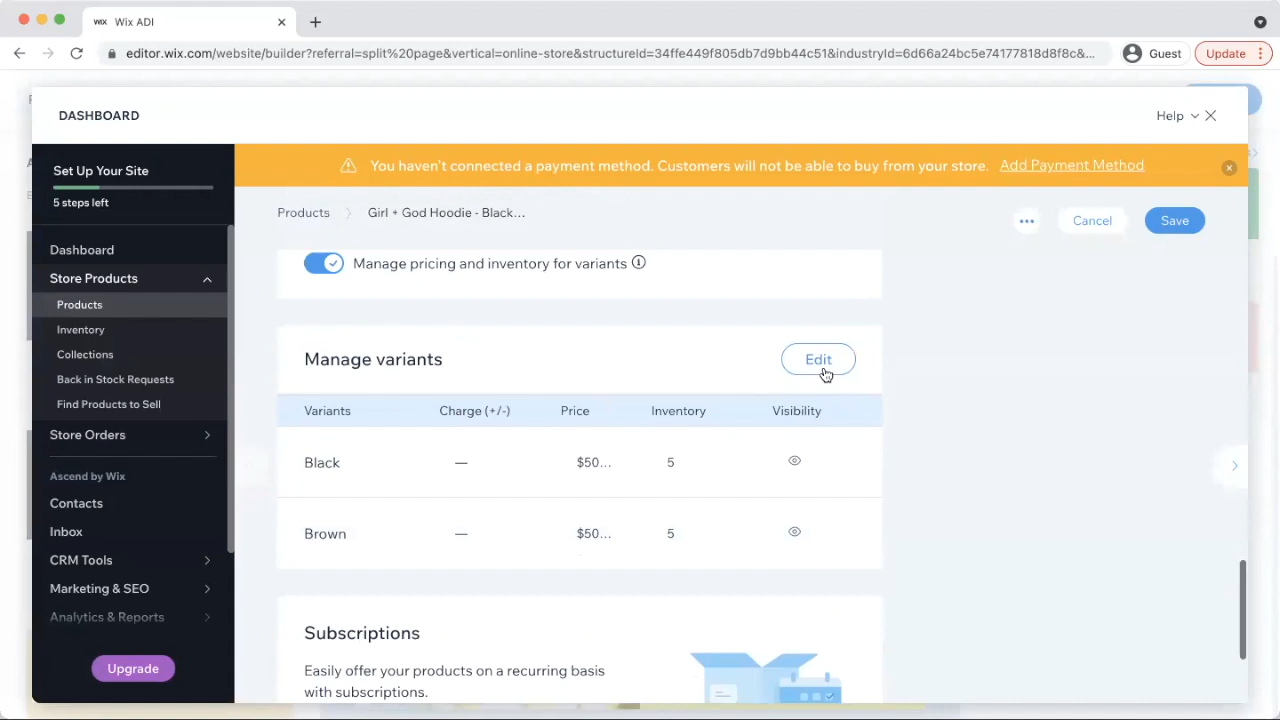 WiX Wix ADI
editor.wix.com/website/builder?referral=split%20page&vertical=online-store&structureId=34ffe449f805db7d9bb44c51&industryId=6d66a24bc5e74177818d8f8c&...
Guest
Update
DASHBOARD
Help
Set Up Your Site
5 steps left
You haven't connected a payment method. Customers will not be able to buy from your store. Add Payment Method
Products
Girl + God Hoodie - Black...
Cancel
Save
Dashboard
Store Products
Products
Inventory
Collections
Back in Stock Requests
Find Products to Sell
Store Orders
Ascend by Wix
Contacts
Inbox
CRM Tools
Marketing & SEO
Analytics & Reports
Upgrade
Manage pricing and inventory for variants
Manage variants
Edit
Variants Charge (+/-) Price Inventory Visibility
Black — $50... 5
Brown — $50... 5
Subscriptions
Easily offer your products on a recurring basis
with subscriptions.